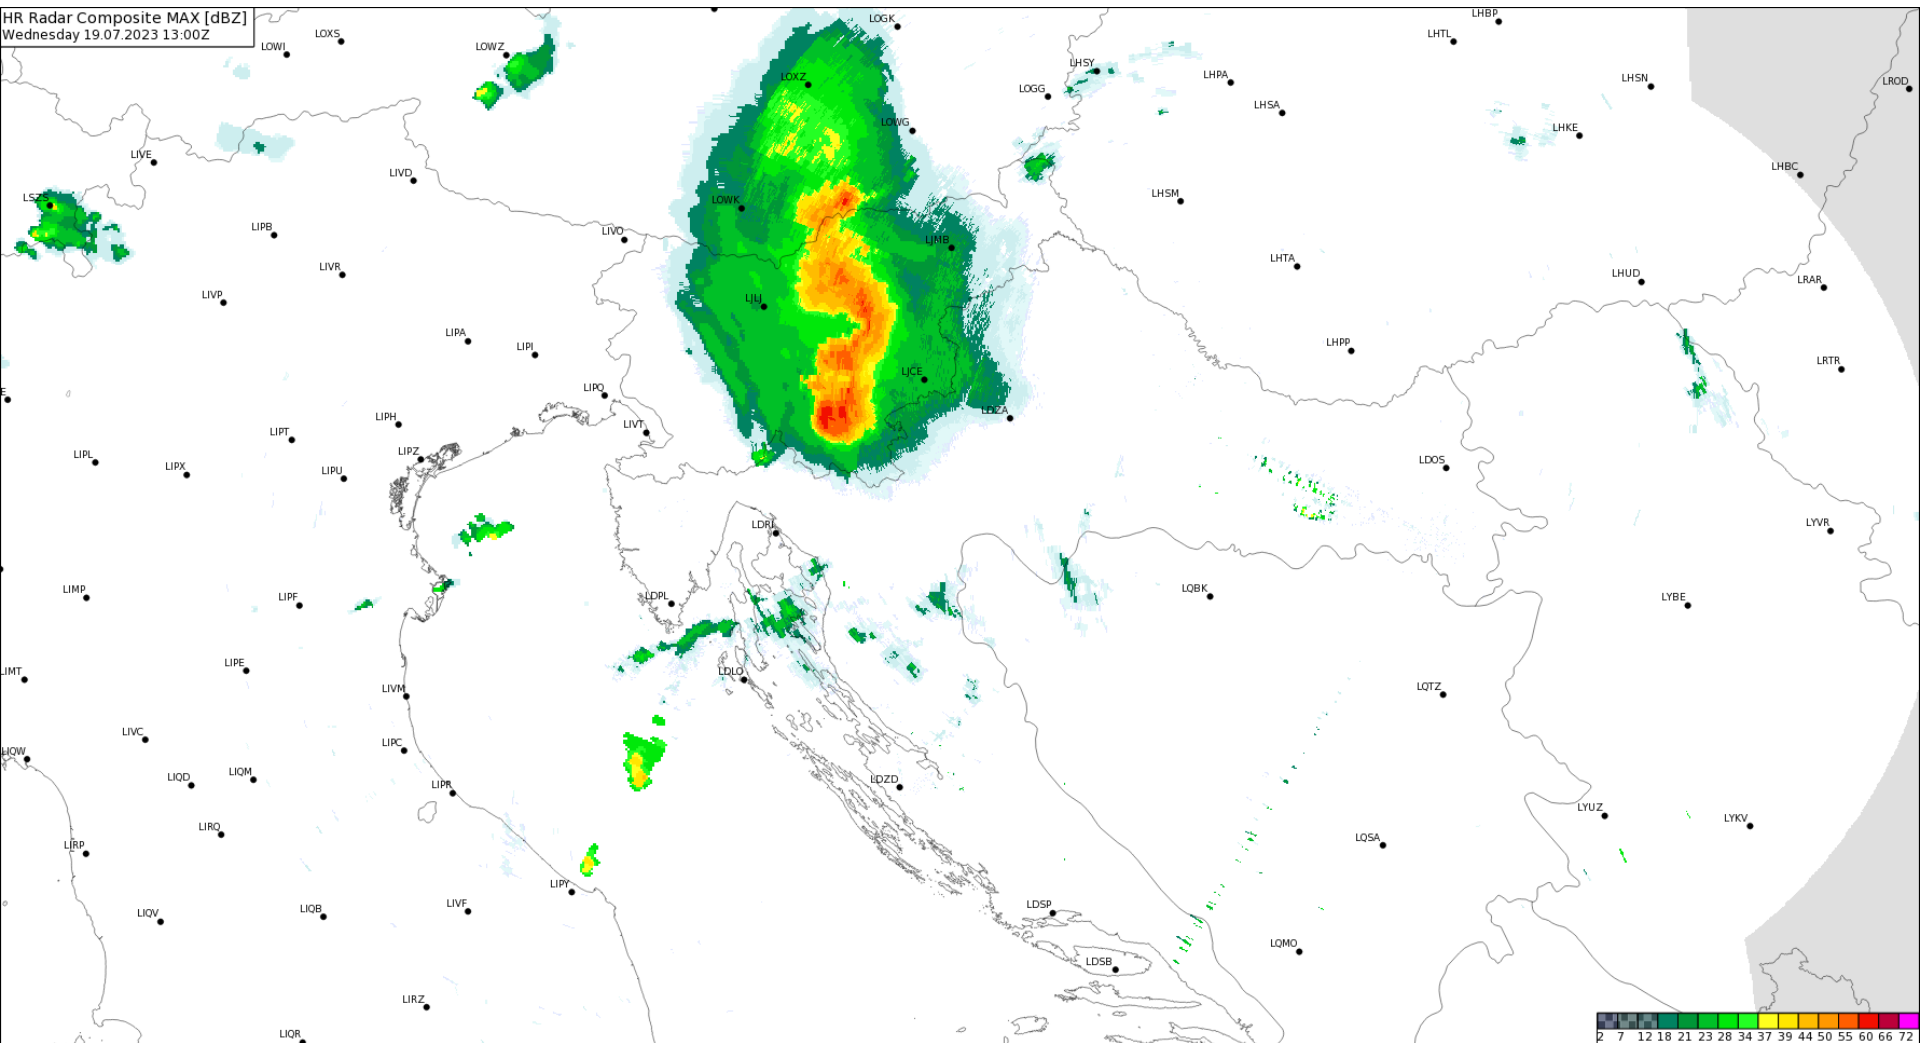 HR Radar Composite MAX [dBZ]
Wednesday 19.07.2023 13:00Z
LOGK
LHBP
LOXS
LHTL
LOWI
LOWZ
LOXZ
LHSY
LHPA
LHSN
LROD
LOGG
LHSA
LOWG
LHKE
LIVE
LIVD
LHBC
LSZS
LOWK
LHSM
LIPB
LIVO
LJMB
LIVR
LHTA
LHUD
LRAR
LIVP
LJLJ
LIPA
LIPI
LHPP
LRTR
LJCE
LIPQ
E
LIPH
LDZA
LIVT
LIPT
LIPL
LIPX
LIPU
LIPZ
LDOS
LDRI
LYVR
LIMP
LIPF
LDPL
LQBK
LYBE
LIMT
LIPE
LDLO
LIVM
LQTZ
LIVC
LIPC
LIQW
LIQD
LIQM
LIPR
LDZD
LYUZ
LYKV
LIRQ
LIRP
LQSA
LIPY
LIQV
LIQB
LIVF
LDSP
LQMO
LDSB
LIRZ
LIQR
2 7 12 18 21 23 28 34 37 39 44 50 55 60 66 72